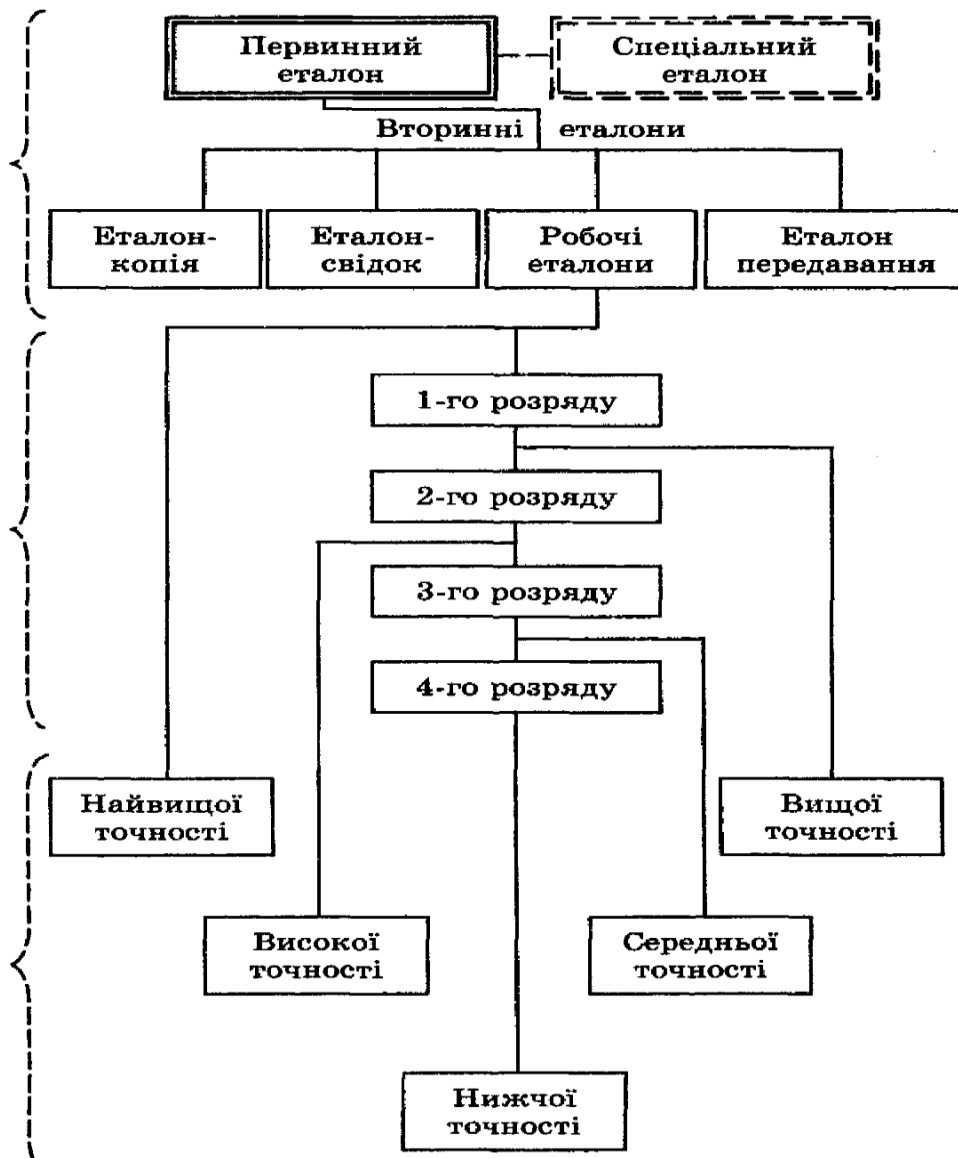 Первинний
еталон
Спеціальний
еталон
Вторинні еталони
Еталон-
копія
Еталон-
свідок
Робочі
еталони
Еталон
передавання
1-го розряду
2-го розряду
3-го розряду
4-го розряду
Найвищої
точності
Вищої
точності
Високої
точності
Середньої
точності
Нижчої
точності